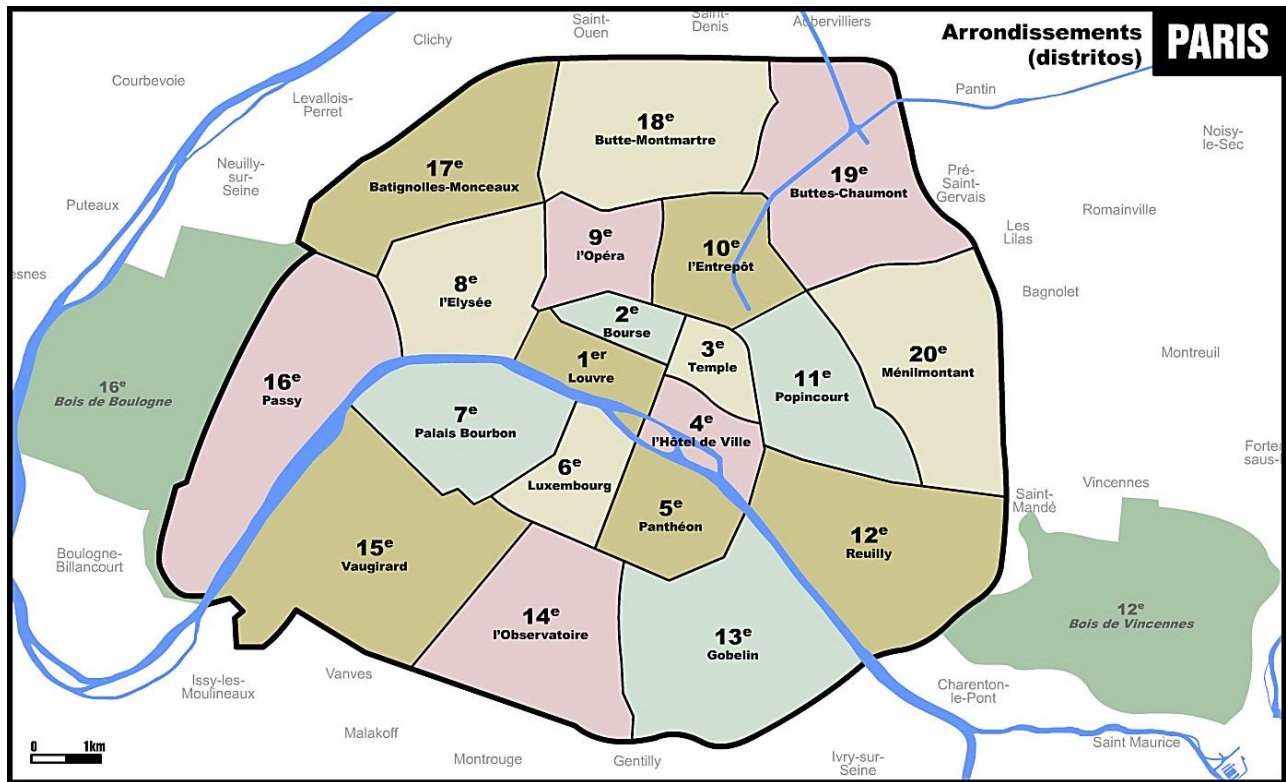 Saint-
Ouen
Saint-
Denis
Aubervilliers
Clichy
Arrondissements
(distritos)
PARIS
Courbevoie
Levallois-
Perret
Pantin
Noisy-
le-Sec
18e
Butte-Montmartre
17e
Batignolles-Monceaux
19e
Buttes-Chaumont
Neuilly-
sur-
Seine
Pré-
Saint-
Gervais
Puteaux
Romainville
Les
Lilas
9e
l'Opéra
10e
l'Entrepôt
esnes
8e
l'Elysée
Bagnolet
2e
Bourse
3e
Temple
1er
Louvre
20e
Ménilmontant
Montreuil
16e
Bois de Boulogne
16e
Passy
11e
Popincourt
7e
Palais Bourbon
4e
l'Hôtel de Ville
6e
Luxembourg
Vincennes
Saint-
Mandé
5e
Panthéon
12e
Reuilly
Boulogne-
Billancourt
15e
Vaugirard
14e
l'Observatoire
13e
Gobelin
12e
Bois de Vincennes
Issy-les-
Moulineaux
Vanves
Charenton-
le-Pont
Malakoff
Montrouge
Gentilly
Ivry-sur-
Seine
Saint Maurice
0 1km